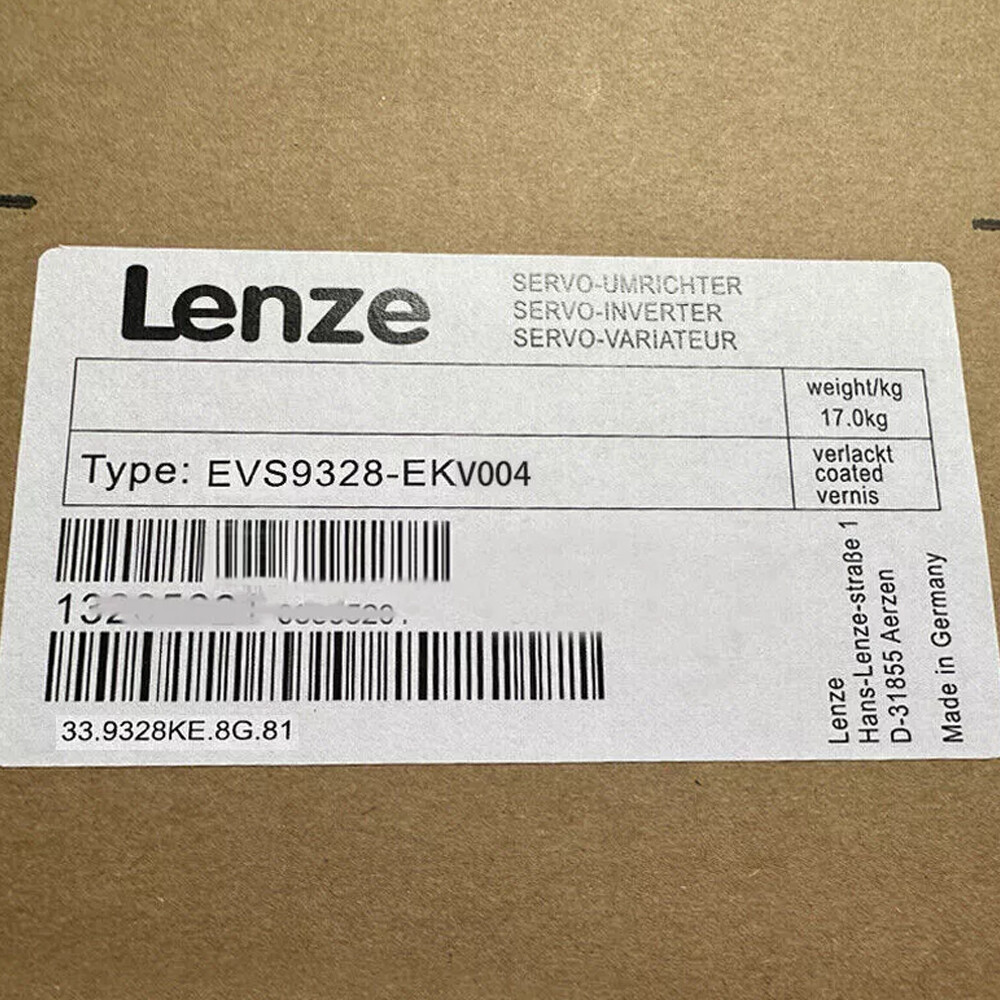 Lenze
SERVO-UMRICHTER
SERVO-INVERTER
SERVO-VARIATEUR
weight/kg
17.0kg
Type: EVS9328-EKV004
verlackt
coated
vernis
33.9328KE.8G.81
Lenze
Hans-Lenze-straße 1
D-31855 Aerzen
Made in Germany